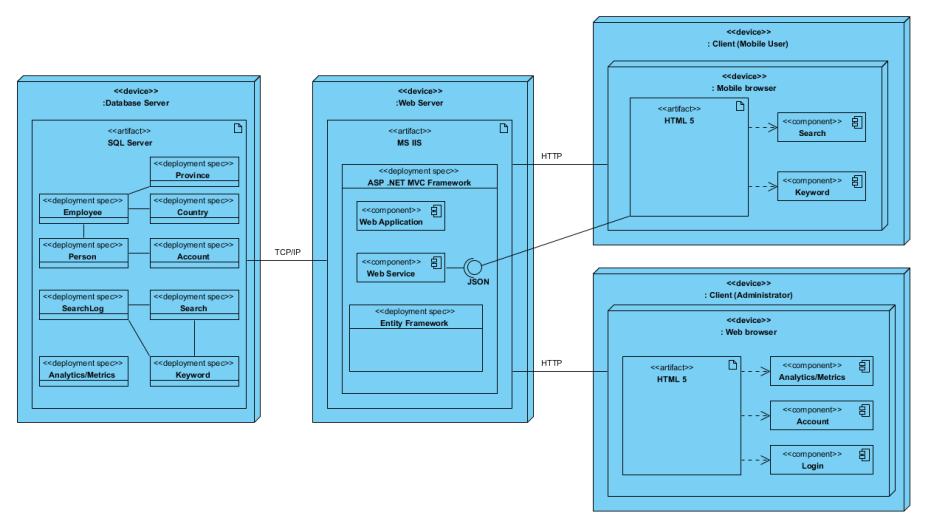 <<device>>
:Database Server
<<artifact>>
SQL Server
<<deployment spec>>
Province
<<deployment spec>>
Employee
<<deployment spec>>
Country
<<deployment spec>>
Person
<<deployment spec>>
Account
<<deployment spec>>
SearchLog
<<deployment spec>>
Search
<<deployment spec>>
Analytics/Metrics
<<deployment spec>>
Keyword
TCP/IP
<<device>>
:Web Server
<<artifact>>
MS IIS
<<deployment spec>>
ASP .NET MVC Framework
<<component>>
Web Application
<<component>>
Web Service
JSON
<<deployment spec>>
Entity Framework
HTTP
HTTP
<<device>>
: Client (Mobile User)
<<device>>
: Mobile browser
<<artifact>>
HTML 5
<<component>>
Search
<<component>>
Keyword
<<device>>
: Client (Administrator)
<<device>>
: Web browser
<<artifact>>
HTML 5
<<component>>
Analytics/Metrics
<<component>>
Account
<<component>>
Login